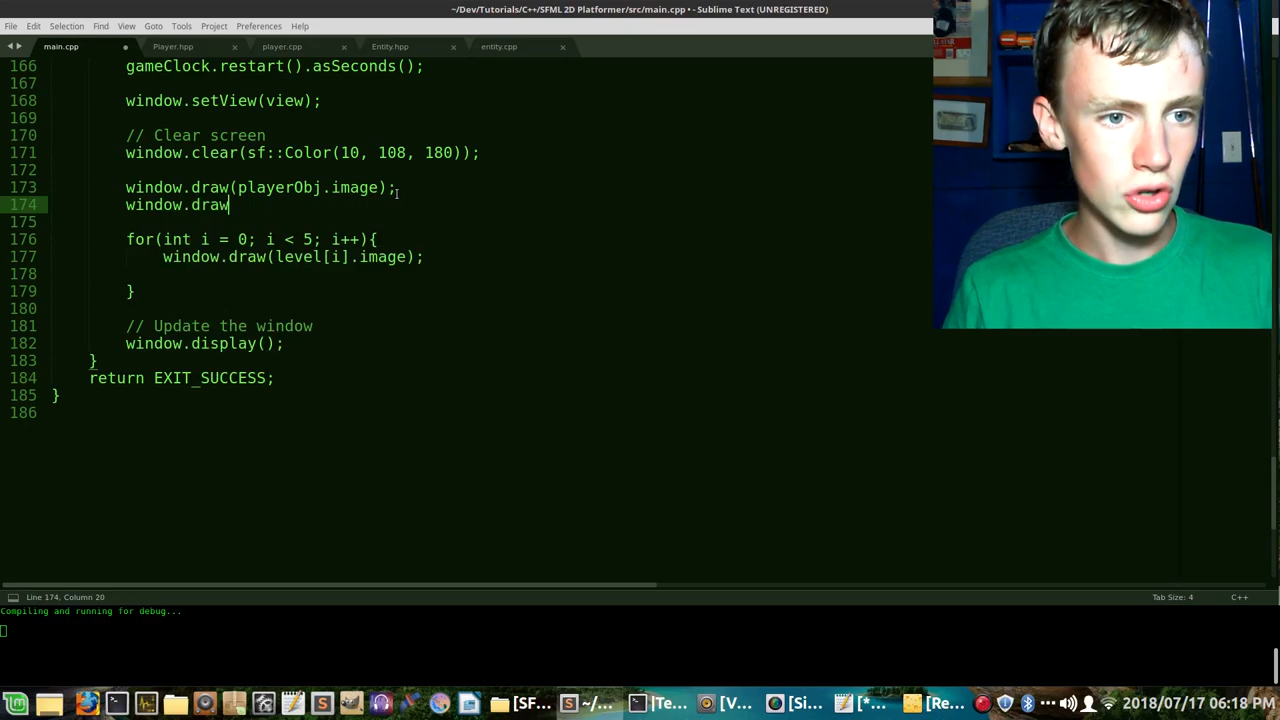 ~/Dev/Tutorials/C++/SFML 2D Platformer/src/main.cpp • - Sublime Text (UNREGISTERED)
File Edit Selection Find View Goto Tools Project Preferences Help
main.cpp Player.hpp player.cpp Entity.hpp entity.cpp
166 gameClock.restart().asSeconds();
167
168 window.setView(view);
169
170 // Clear screen
171 window.clear(sf::Color(10, 108, 180));
172
173 window.draw(playerObj.image);
174 window.draw
175
176 for(int i = 0; i < 5; i++){
177 window.draw(level[i].image);
178
179 }
180
181 // Update the window
182 window.display();
183 }
184 return EXIT_SUCCESS;
185 }
186
Line 174, Column 20 Tab Size: 4 C++
Compiling and running for debug...
[SF... ~/... |Te... [V... [Si... [*... [Re... 2018/07/17 06:18 PM